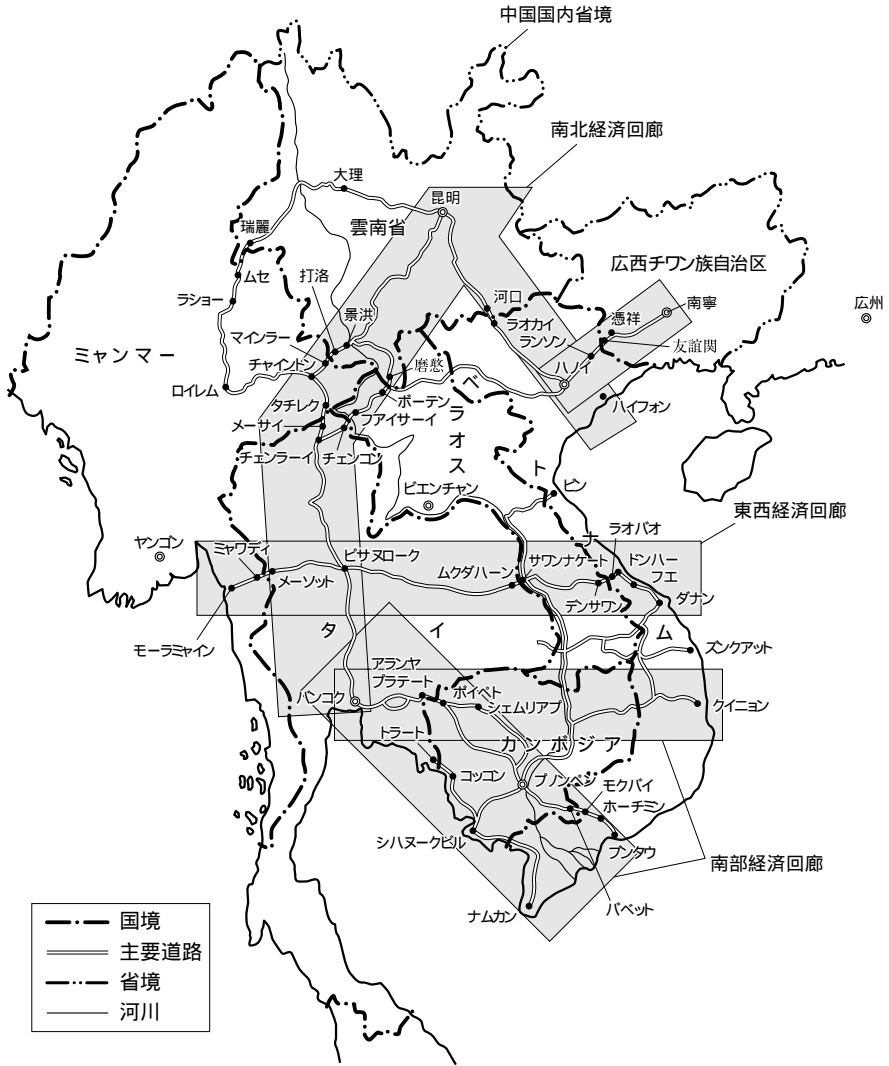 中国国内省境
南北経済回廊
大理
昆明
雲南省
瑞麗
広西チワン族自治区
ムセ
打洛
ラショー
河口
憑祥
南寧
広州
景洪
ラオカイ
マインラー
ランソン
友誼関
ミャンマー
チャイントン
磨憨
ハノイ
ベ
ロイレム
ボーテン
ハイフォン
タチレク
フアイサーイ
ラオス
メーサイ
チェンラーイ
チェンコン
ト
ビエンチャン
ビン
東西経済回廊
ヤンゴン
ナ
ラオバオ
ミャワディ
ピサヌローク
サワンナケート
ドンハー
メーソット
ムクダハーン
フエ
デンサワン
ダナン
モーラミャイン
タイ
ム
ズンクアット
アランヤ
プラテート
バンコク
ポイペト
シェムリアプ
クイニョン
トラート
カンボジア
コッコン
プノンペン
モクバイ
ホーチミン
シハヌークビル
ブンタウ
南部経済回廊
ナムカン
バベット
国境
主要道路
省境
河川